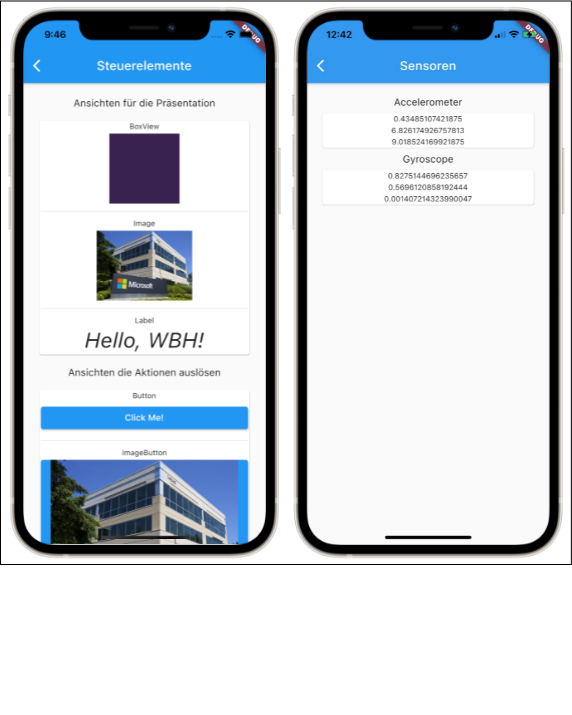 9:46
DEBUG
Steuerelemente
Ansichten für die Präsentation
BoxView
Image
Microsoft
Label
Hello, WBH!
Ansichten die Aktionen auslösen
Button
Click Me!
ImageButton
12:42
DEBUG
Sensoren
Accelerometer
0.43485107421875
6.826174926757813
9.018524169921875
Gyroscope
0.8275144696235657
0.5696120858192444
0.001407214323990047